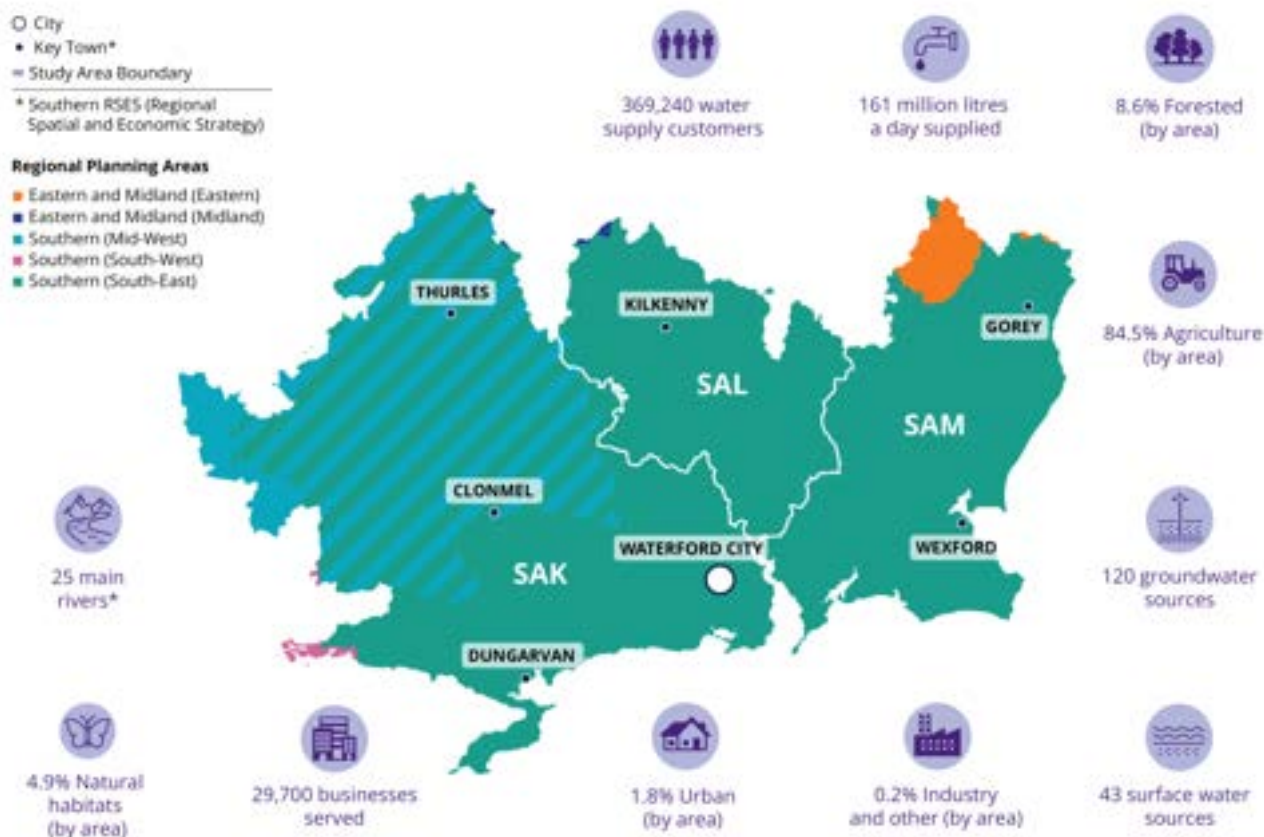 City
Key Town*
Study Area Boundary
* Southern RSES (Regional
Spatial and Economic Strategy)
Regional Planning Areas
Eastern and Midland (Eastern)
Eastern and Midland (Midland)
Southern (Mid-West)
Southern (South-West)
Southern (South-East)
369,240 water
supply customers
161 million litres
a day supplied
8.6% Forested
(by area)
84.5% Agriculture
(by area)
THURLES
KILKENNY
GOREY
SAL
SAM
CLONMEL
WATERFORD CITY
WEXFORD
SAK
DUNGARVAN
25 main
rivers*
120 groundwater
sources
4.9% Natural
habitats
(by area)
29,700 businesses
served
1.8% Urban
(by area)
0.2% Industry
and other (by area)
43 surface water
sources